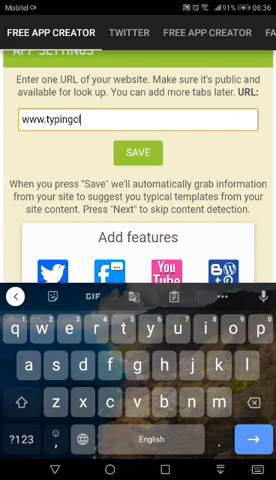 Mobitel
91% 08:36
FREE APP CREATOR TWITTER FREE APP CREATOR FA
APP SETTINGS
Enter one URL of your website. Make sure it's public and
available for look up. You can add more tabs later. URL:
www.typingcl
SAVE
When you press "Save" we'll automatically grab information
from your site to suggest you typical templates from your
site content. Press "Next" to skip content detection.
Add features
You
Tube
GIF
q w e r t y u i o p
a s d f g h j k l
z x c v b n m
?123 , English .